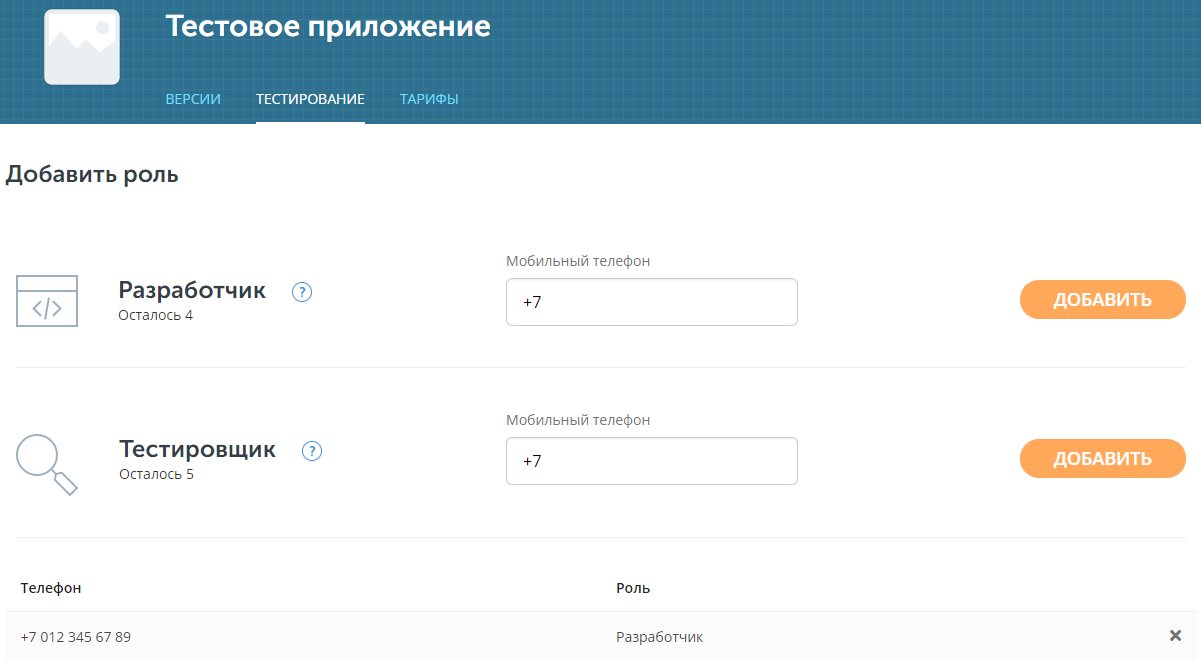 Тестовое приложение
ВЕРСИИ ТЕСТИРОВАНИЕ ТАРИФЫ
Добавить роль
Мобильный телефон
Разработчик ?
Осталось 4
+7
ДОБАВИТЬ
Мобильный телефон
Тестировщик ?
Осталось 5
+7
ДОБАВИТЬ
Телефон Роль
+7 012 345 67 89 Разработчик ×